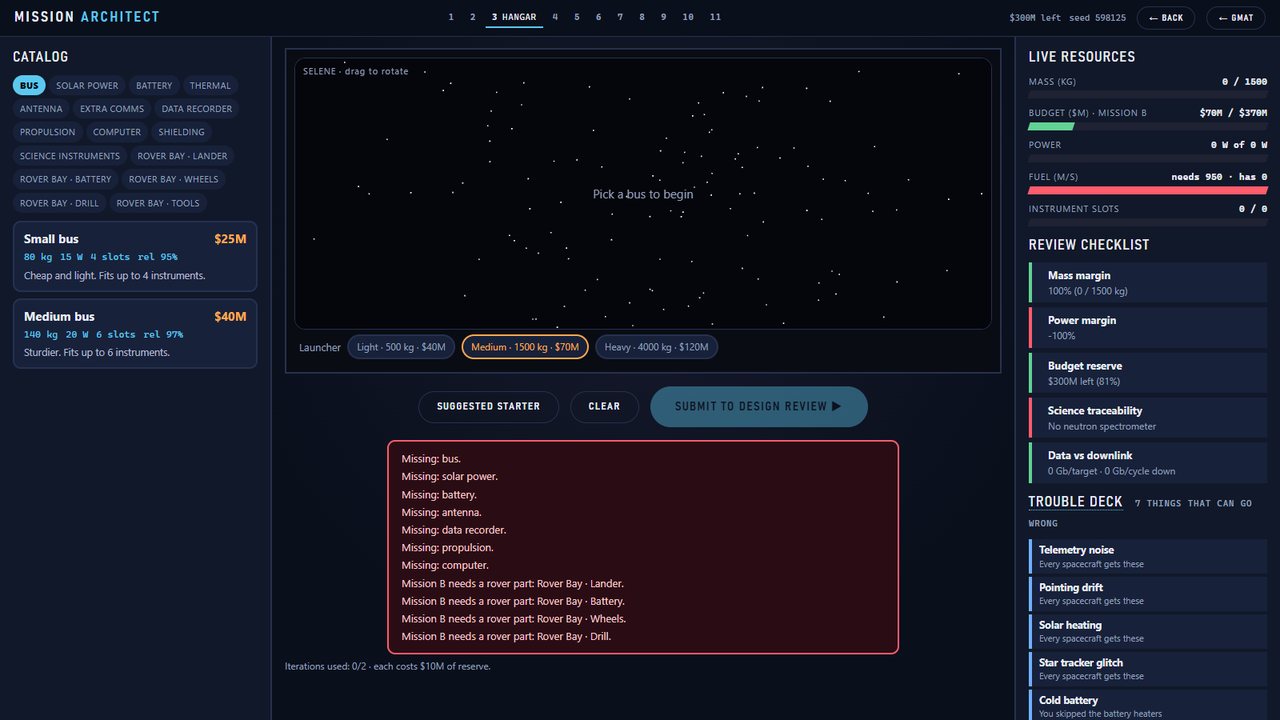 MISSION ARCHITECT
1 2 3 HANGAR 4 5 6 7 8 9 10 11
$300M left seed 598125
← BACK
← GMAT
CATALOG
BUS
SOLAR POWER
BATTERY
THERMAL
ANTENNA
EXTRA COMMS
DATA RECORDER
PROPULSION
COMPUTER
SHIELDING
SCIENCE INSTRUMENTS
ROVER BAY · LANDER
ROVER BAY · BATTERY
ROVER BAY · WHEELS
ROVER BAY · DRILL
ROVER BAY · TOOLS
Small bus $25M
80 kg 15 W 4 slots rel 95%
Cheap and light. Fits up to 4 instruments.
Medium bus $40M
140 kg 20 W 6 slots rel 97%
Sturdier. Fits up to 6 instruments.
SELENE · drag to rotate
Pick a bus to begin
Launcher
Light · 500 kg · $40M
Medium · 1500 kg · $70M
Heavy · 4000 kg · $120M
SUGGESTED STARTER
CLEAR
SUBMIT TO DESIGN REVIEW ▶
Missing: bus.
Missing: solar power.
Missing: battery.
Missing: antenna.
Missing: data recorder.
Missing: propulsion.
Missing: computer.
Mission B needs a rover part: Rover Bay · Lander.
Mission B needs a rover part: Rover Bay · Battery.
Mission B needs a rover part: Rover Bay · Wheels.
Mission B needs a rover part: Rover Bay · Drill.
Iterations used: 0/2 · each costs $10M of reserve.
LIVE RESOURCES
MASS (KG) 0 / 1500
BUDGET ($M) · MISSION B $70M / $370M
POWER 0 W of 0 W
FUEL (M/S) needs 950 · has 0
INSTRUMENT SLOTS 0 / 0
REVIEW CHECKLIST
Mass margin
100% (0 / 1500 kg)
Power margin
-100%
Budget reserve
$300M left (81%)
Science traceability
No neutron spectrometer
Data vs downlink
0 Gb/target · 0 Gb/cycle down
TROUBLE DECK 7 THINGS THAT CAN GO
WRONG
Telemetry noise
Every spacecraft gets these
Pointing drift
Every spacecraft gets these
Solar heating
Every spacecraft gets these
Star tracker glitch
Every spacecraft gets these
Cold battery
You skipped the battery heaters